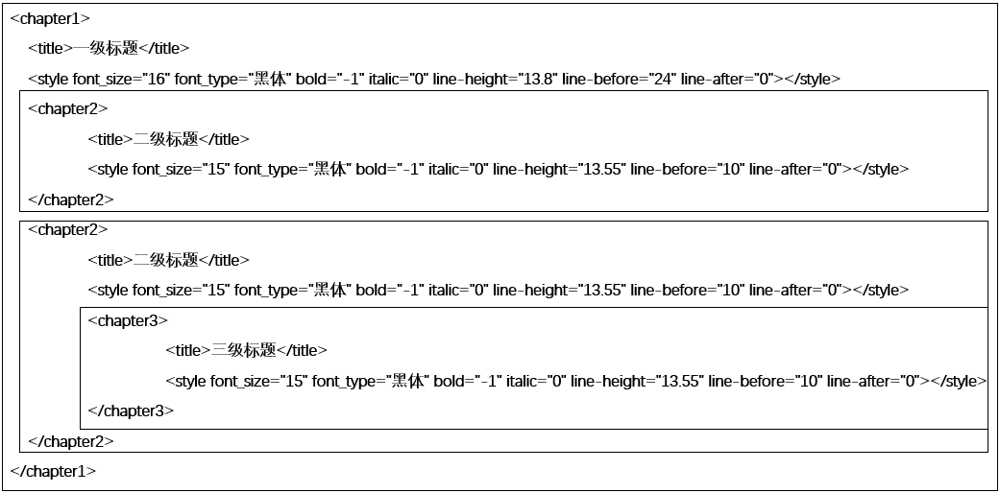 <chapter1>
<title>一级标题</title>
<style font_size="16" font_type="黑体" bold="-1" italic="0" line-height="13.8" line-before="24" line-after="0"></style>
<chapter2>
<title>二级标题</title>
<style font_size="15" font_type="黑体" bold="-1" italic="0" line-height="13.55" line-before="10" line-after="0"></style>
</chapter2>
<chapter2>
<title>二级标题</title>
<style font_size="15" font_type="黑体" bold="-1" italic="0" line-height="13.55" line-before="10" line-after="0"></style>
<chapter3>
<title>三级标题</title>
<style font_size="15" font_type="黑体" bold="-1" italic="0" line-height="13.55" line-before="10" line-after="0"></style>
</chapter3>
</chapter2>
</chapter1>